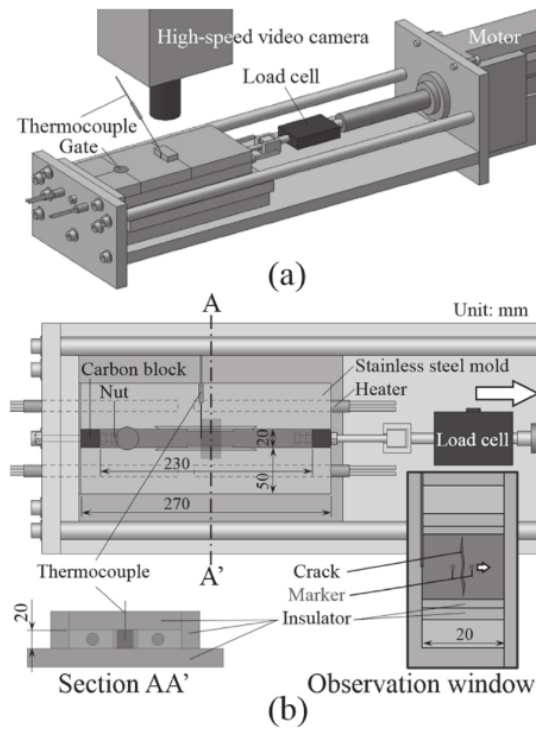 High-speed video camera
Motor
Load cell
Thermocouple
Gate
(a)
A
Unit: mm
Carbon block
Nut
Stainless steel mold
Heater
Load cell
20
50
230
270
Thermocouple
A'
Crack
Marker
Insulator
20
20
Section AA'
Observation window
(b)